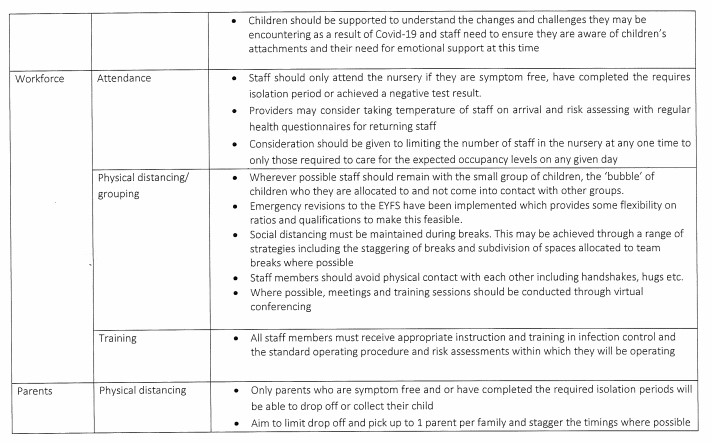 • Children should be supported to understand the changes and challenges they may be
encountering as a result of Covid-19 and staff need to ensure they are aware of children's
attachments and their need for emotional support at this time
Workforce
Attendance
• Staff should only attend the nursery if they are symptom free, have completed the requires
isolation period or achieved a negative test result.
• Providers may consider taking temperature of staff on arrival and risk assessing with regular
health questionnaires for returning staff
• Consideration should be given to limiting the number of staff in the nursery at any one time to
only those required to care for the expected occupancy levels on any given day
Physical distancing/
grouping
• Wherever possible staff should remain with the small group of children, the 'bubble' of
children who they are allocated to and not come into contact with other groups.
• Emergency revisions to the EYFS have been implemented which provides some flexibility on
ratios and qualifications to make this feasible.
• Social distancing must be maintained during breaks. This may be achieved through a range of
strategies including the staggering of breaks and subdivision of spaces allocated to team
breaks where possible
• Staff members should avoid physical contact with each other including handshakes, hugs etc.
• Where possible, meetings and training sessions should be conducted through virtual
conferencing
Training
• All staff members must receive appropriate instruction and training in infection control and
the standard operating procedure and risk assessments within which they will be operating
Parents
Physical distancing
• Only parents who are symptom free and or have completed the required isolation periods will
be able to drop off or collect their child
• Aim to limit drop off and pick up to 1 parent per family and stagger the timings where possible